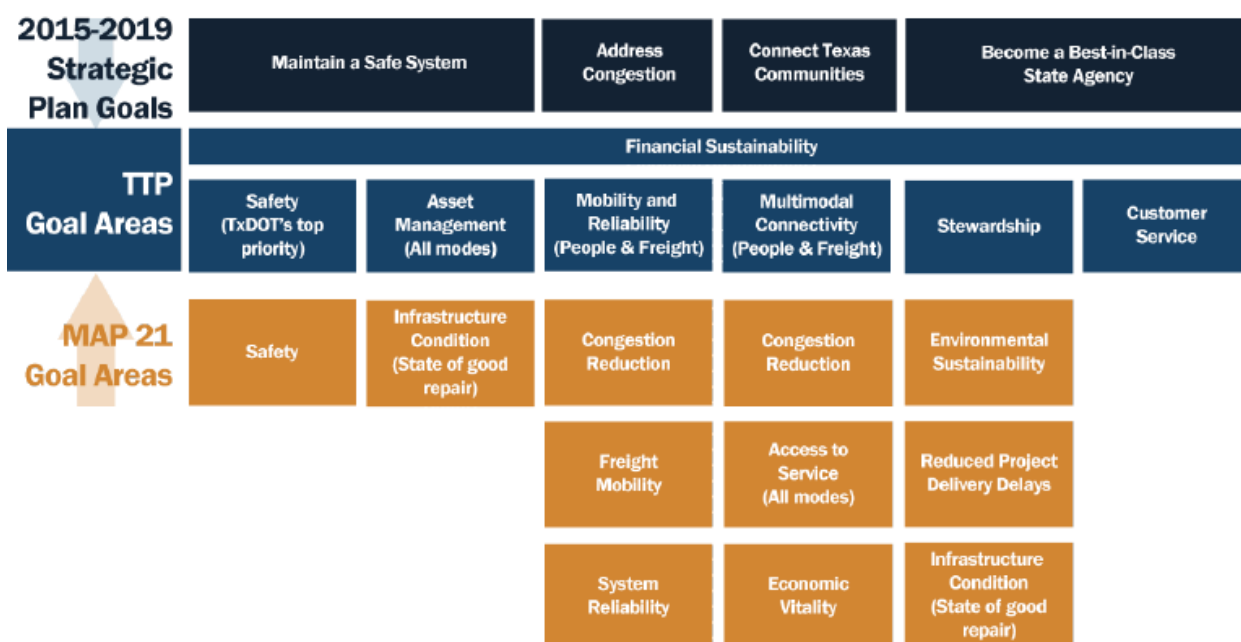 2015-2019
Strategic
Plan Goals
Maintain a Safe System
Address
Congestion
Connect Texas
Communities
Become a Best-in-Class
State Agency
TTP
Goal Areas
Financial Sustainability
Safety
(TxDOT's top
priority)
Asset
Management
(All modes)
Mobility and
Reliability
(People & Freight)
Multimodal
Connectivity
(People & Freight)
Stewardship
Customer
Service
MAP 21
Goal Areas
Safety
Infrastructure
Condition
(State of good
repair)
Congestion
Reduction
Congestion
Reduction
Environmental
Sustainability
Freight
Mobility
Access to
Service
(All modes)
Reduced Project
Delivery Delays
System
Reliability
Economic
Vitality
Infrastructure
Condition
(State of good
repair)